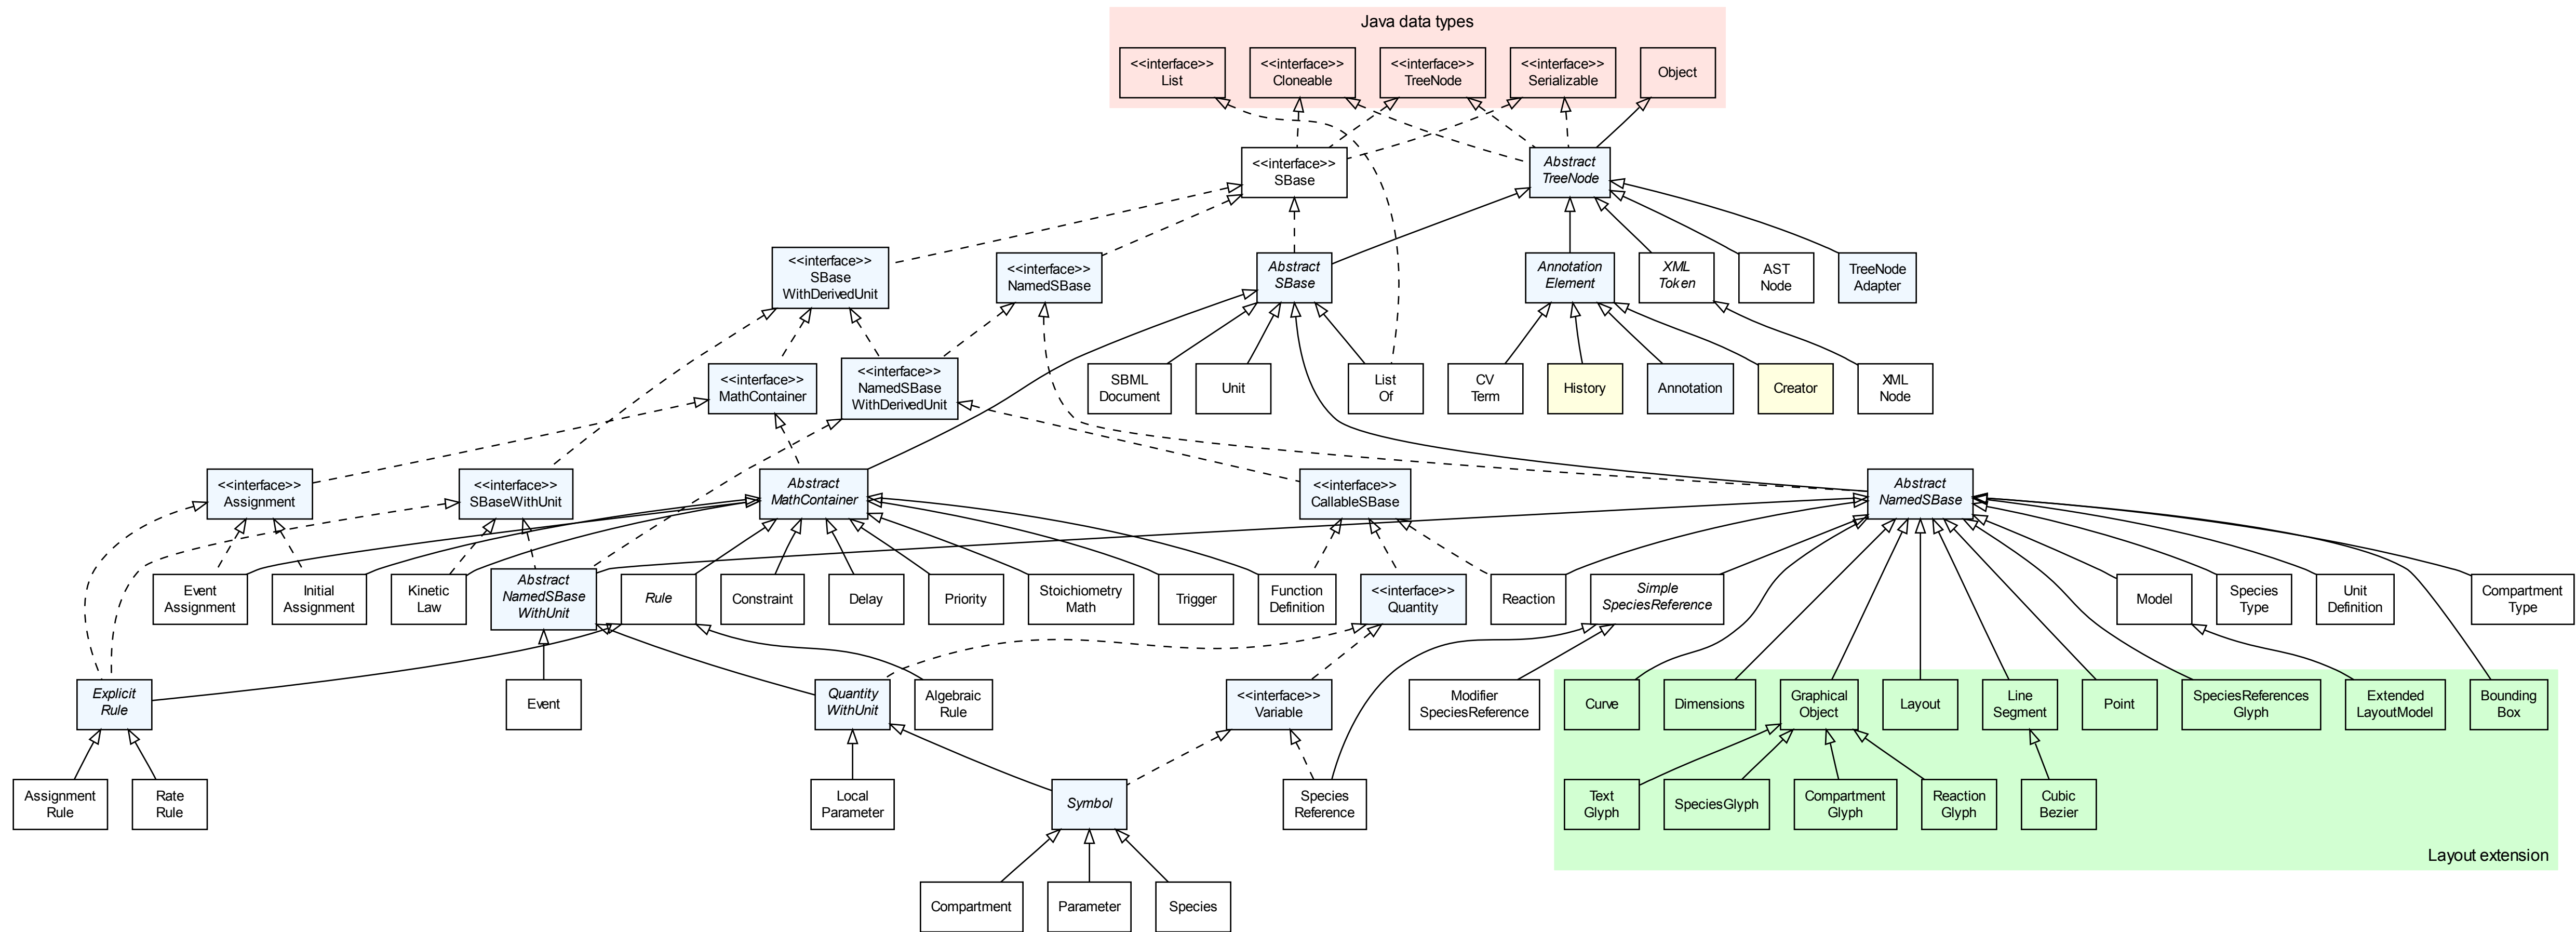 Java data types
<<interface>>
List
<<interface>>
Cloneable
<<interface>>
TreeNode
<<interface>>
Serializable
Object
<<interface>>
SBase
Abstract
TreeNode
<<interface>>
SBase
WithDerivedUnit
<<interface>>
NamedSBase
Abstract
SBase
Annotation
Element
XML
Token
AST
Node
TreeNode
Adapter
<<interface>>
MathContainer
<<interface>>
NamedSBase
WithDerivedUnit
SBML
Document
Unit
List
Of
CV
Term
History
Annotation
Creator
XML
Node
<<interface>>
Assignment
<<interface>>
SBaseWithUnit
Abstract
MathContainer
<<interface>>
CallableSBase
Abstract
NamedSBase
Event
Assignment
Initial
Assignment
Kinetic
Law
Abstract
NamedSBase
WithUnit
Rule
Constraint
Delay
Priority
Stoichiometry
Math
Trigger
Function
Definition
<<interface>>
Quantity
Reaction
Simple
SpeciesReference
Model
Species
Type
Unit
Definition
Compartment
Type
Explicit
Rule
Event
Quantity
WithUnit
Algebraic
Rule
<<interface>>
Variable
Modifier
SpeciesReference
Curve
Dimensions
Graphical
Object
Layout
Line
Segment
Point
SpeciesReferences
Glyph
Extended
LayoutModel
Bounding
Box
Assignment
Rule
Rate
Rule
Local
Parameter
Symbol
Species
Reference
Text
Glyph
SpeciesGlyph
Compartment
Glyph
Reaction
Glyph
Cubic
Bezier
Layout extension
Compartment
Parameter
Species